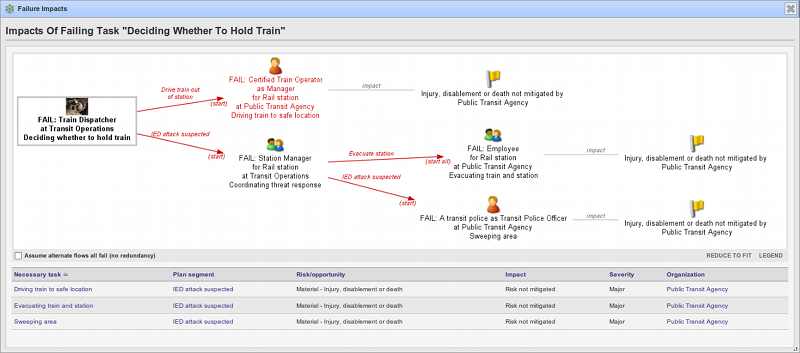 Failure Impacts
Impacts Of Failing Task "Deciding Whether To Hold Train"
FAIL: Train Dispatcher
at Transit Operations
Deciding whether to hold train
Drive train out
of station
(start)
IED attack suspected
(start)
FAIL: Certified Train Operator
as Manager
for Rail station
at Public Transit Agency
Driving train to safe location
impact
Injury, disablement or death not mitigated by
Public Transit Agency
FAIL: Station Manager
for Rail station
at Transit Operations
Coordinating threat response
Evacuate station
(start all)
IED attack suspected
(start)
FAIL: Employee
for Rail station
at Public Transit Agency
Evacuating train and station
impact
Injury, disablement or death not mitigated by
Public Transit Agency
FAIL: A transit police as Transit Police Officer
at Public Transit Agency
Sweeping area
impact
Injury, disablement or death not mitigated by
Public Transit Agency
Assume alternate flows all fail (no redundancy)
REDUCE TO FIT LEGEND
Necessary task Plan segment Risk/opportunity Impact Severity Organization
Driving train to safe location IED attack suspected Material - Injury, disablement or death Risk not mitigated Major Public Transit Agency
Evacuating train and station IED attack suspected Material - Injury, disablement or death Risk not mitigated Major Public Transit Agency
Sweeping area IED attack suspected Material - Injury, disablement or death Risk not mitigated Major Public Transit Agency